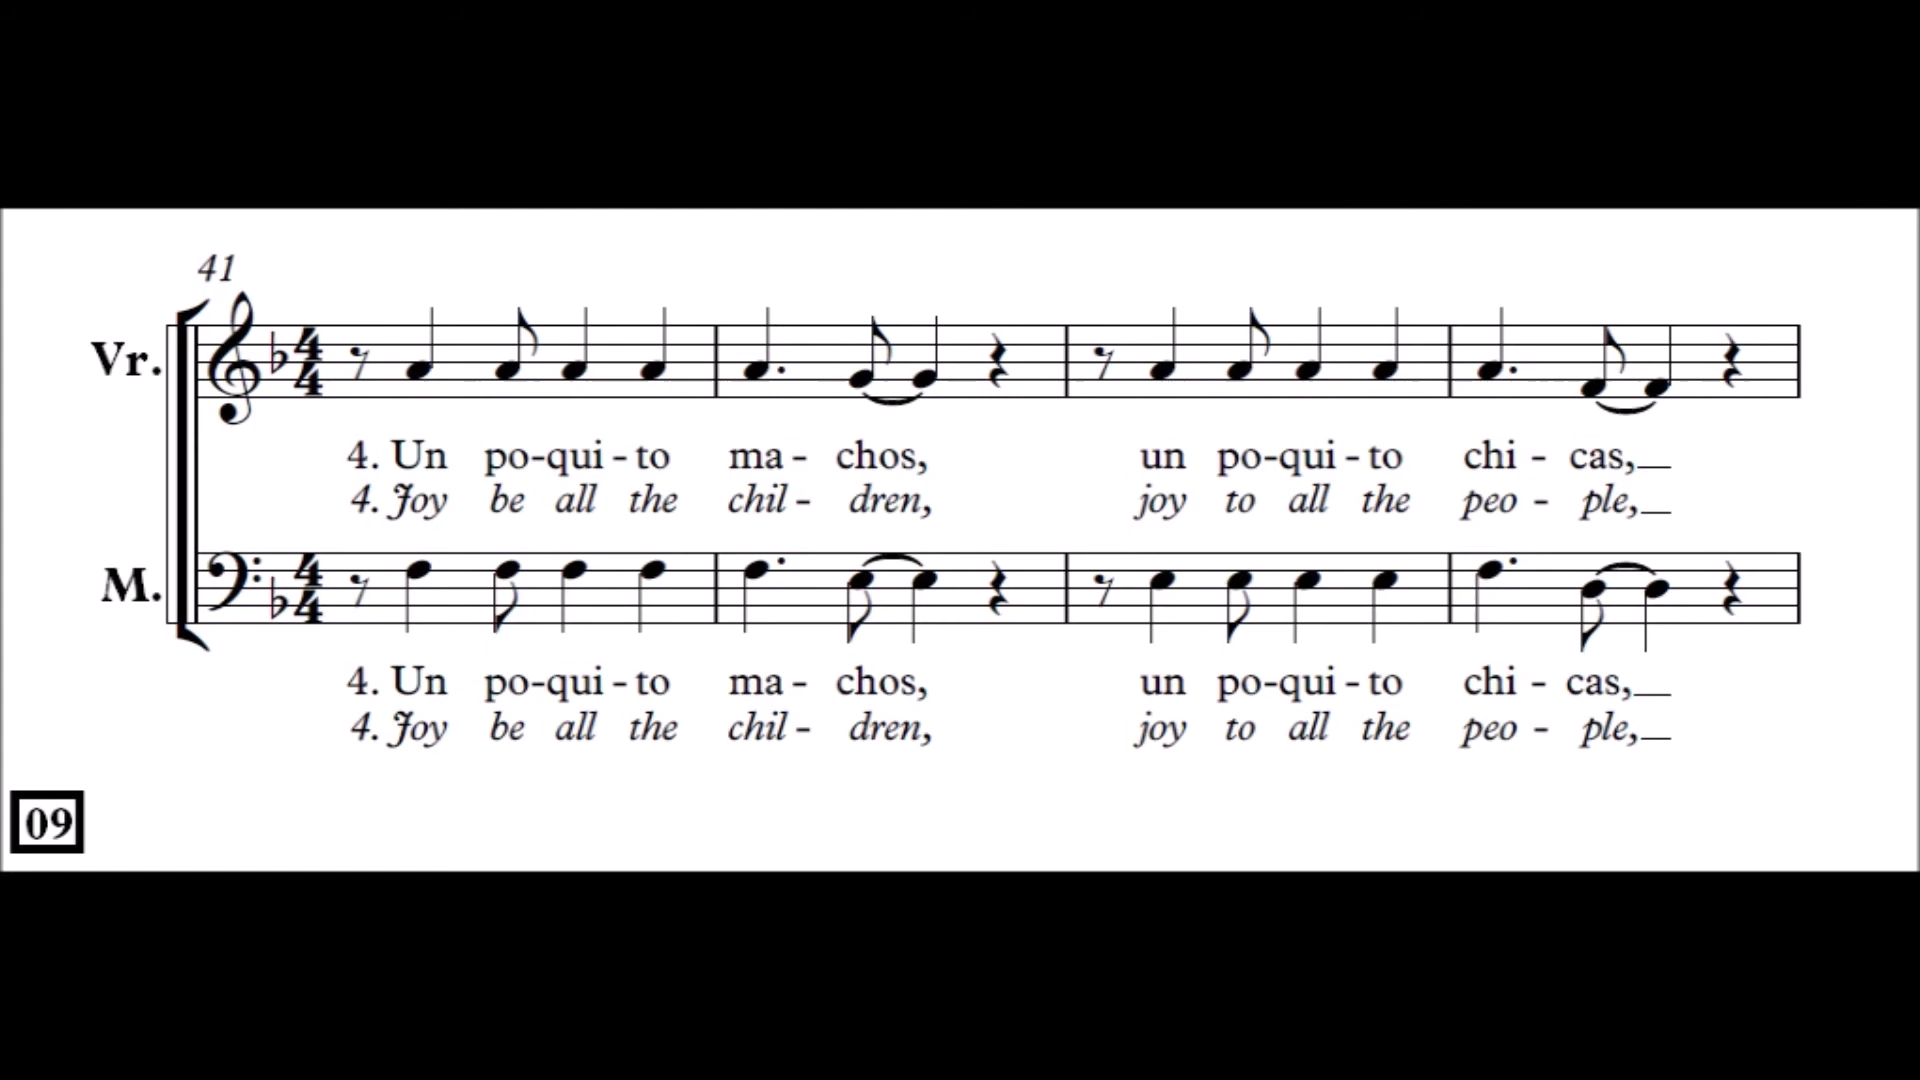 41
Vr.
4. Un po-qui - to ma - chos, un po-qui - to chi - cas,
4. Joy be all the chil - dren, joy to all the peo - ple,
M.
4. Un po-qui - to ma - chos, un po-qui - to chi - cas,
4. Joy be all the chil - dren, joy to all the peo - ple,
09